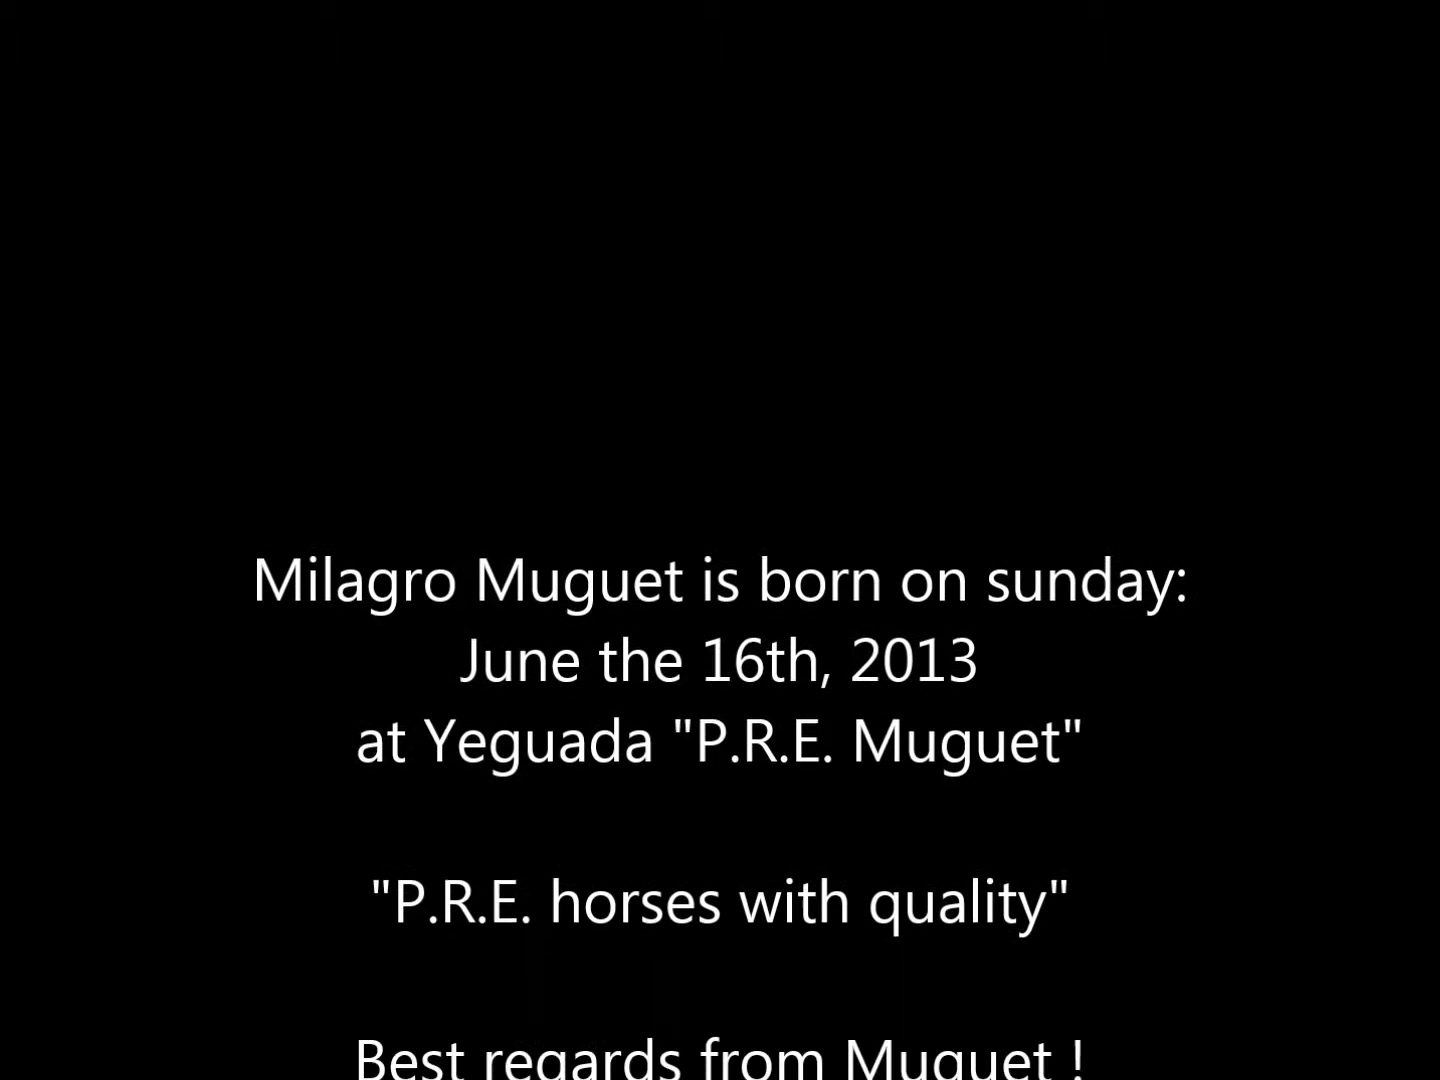 Milagro Muguet is born on sunday:
June the 16th, 2013
at Yeguada "P.R.E. Muguet"
"P.R.E. horses with quality"
Best regards from Muguet !